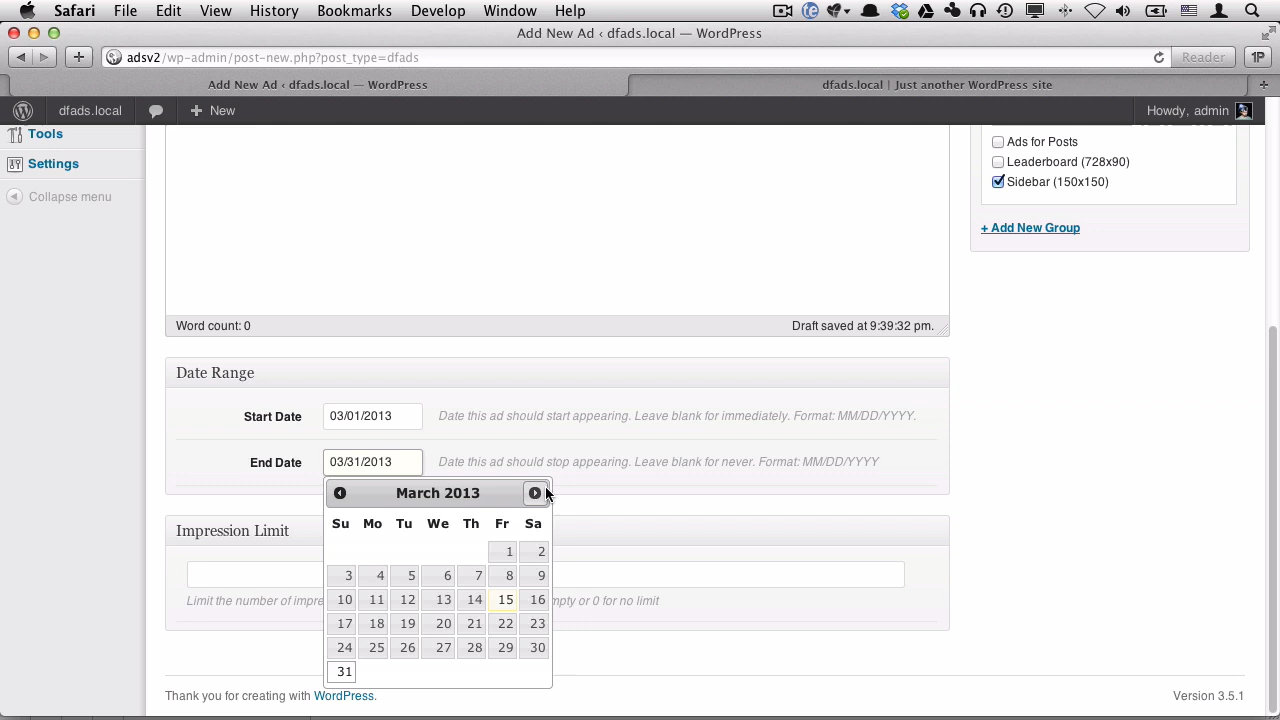 Safari File Edit View History Bookmarks Develop Window Help
Add New Ad ‹ dfads.local — WordPress
adsv2/wp-admin/post-new.php?post_type=dfads
Reader
1P
Add New Ad ‹ dfads.local — WordPress
dfads.local | Just another WordPress site
dfads.local
New
Howdy, admin
Tools
Settings
Collapse menu
Ads for Posts
Leaderboard (728x90)
Sidebar (150x150)
+ Add New Group
Word count: 0
Draft saved at 9:39:32 pm.
Date Range
Start Date 03/01/2013 Date this ad should start appearing. Leave blank for immediately. Format: MM/DD/YYYY.
End Date 03/31/2013 Date this ad should stop appearing. Leave blank for never. Format: MM/DD/YYYY
March 2013
Su Mo Tu We Th Fr Sa
1 2
3 4 5 6 7 8 9
10 11 12 13 14 15 16
17 18 19 20 21 22 23
24 25 26 27 28 29 30
31
Impression Limit
Limit the number of impre
mpty or 0 for no limit
Thank you for creating with WordPress.
Version 3.5.1